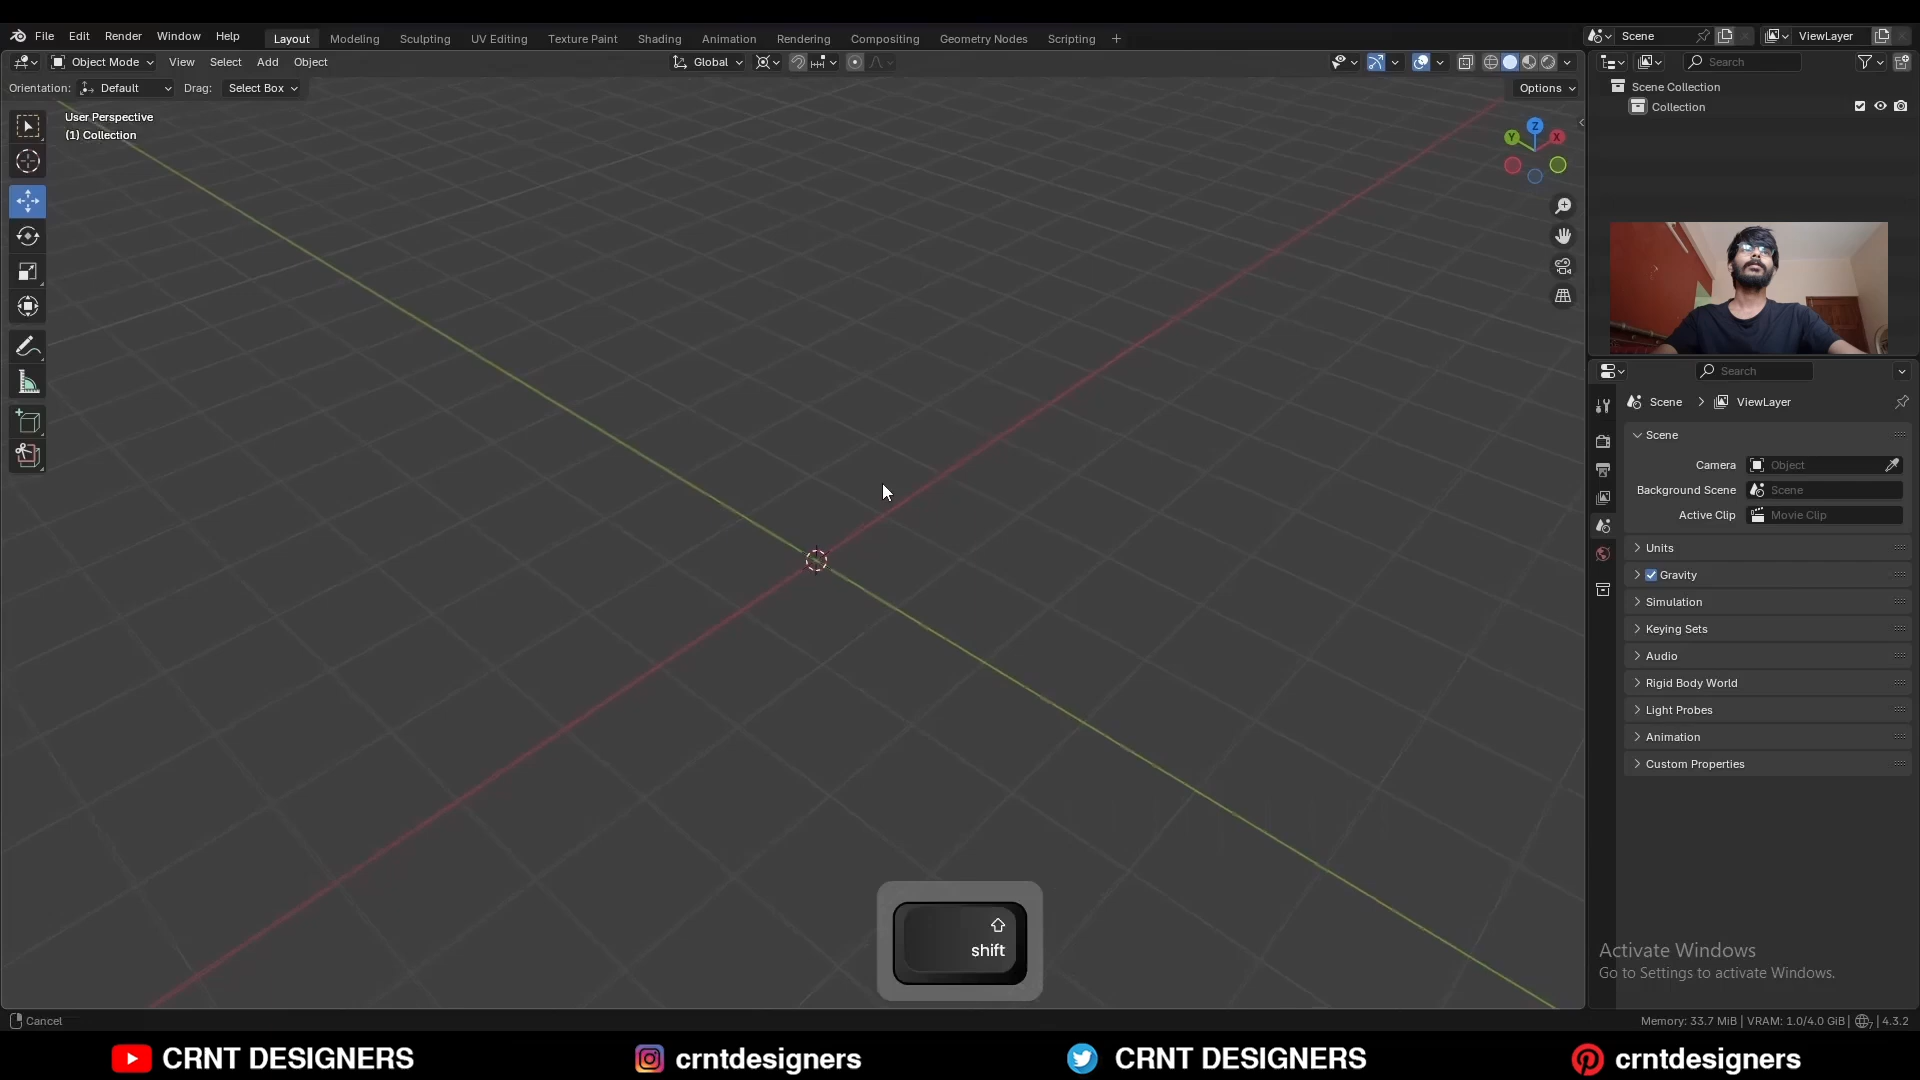 File Edit Render Window Help Layout Modeling Sculpting UV Editing Texture Paint Shading Animation Rendering Compositing Geometry Nodes Scripting + Scene ViewLayer
Object Mode View Select Add Object Global Search
Orientation: Default Drag: Select Box Options
Scene Collection
Collection
User Perspective
(1) Collection
Z
Y
X
Search
Scene ViewLayer
Scene
Camera Object
Background Scene Scene
Active Clip Movie Clip
Units
Gravity
Simulation
Keying Sets
Audio
Rigid Body World
Light Probes
Animation
Custom Properties
shift
Activate Windows
Go to Settings to activate Windows.
Cancel Memory: 33.7 MiB | VRAM: 1.0/4.0 GiB | 7 | 4.3.2
CRNT DESIGNERS crntdesigners CRNT DESIGNERS crntdesigners